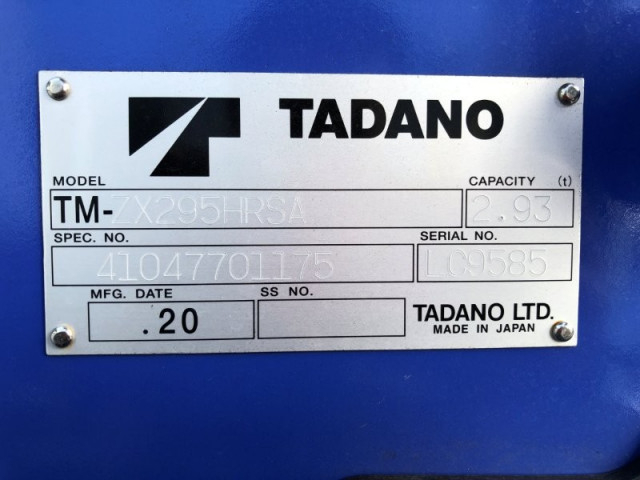 TADANO
MODEL CAPACITY (t)
TM-ZX295HRSA 2.93
SPEC. NO. SERIAL NO.
41047701175 LC9585
MFG. DATE SS NO.
.20
TADANO LTD.
MADE IN JAPAN